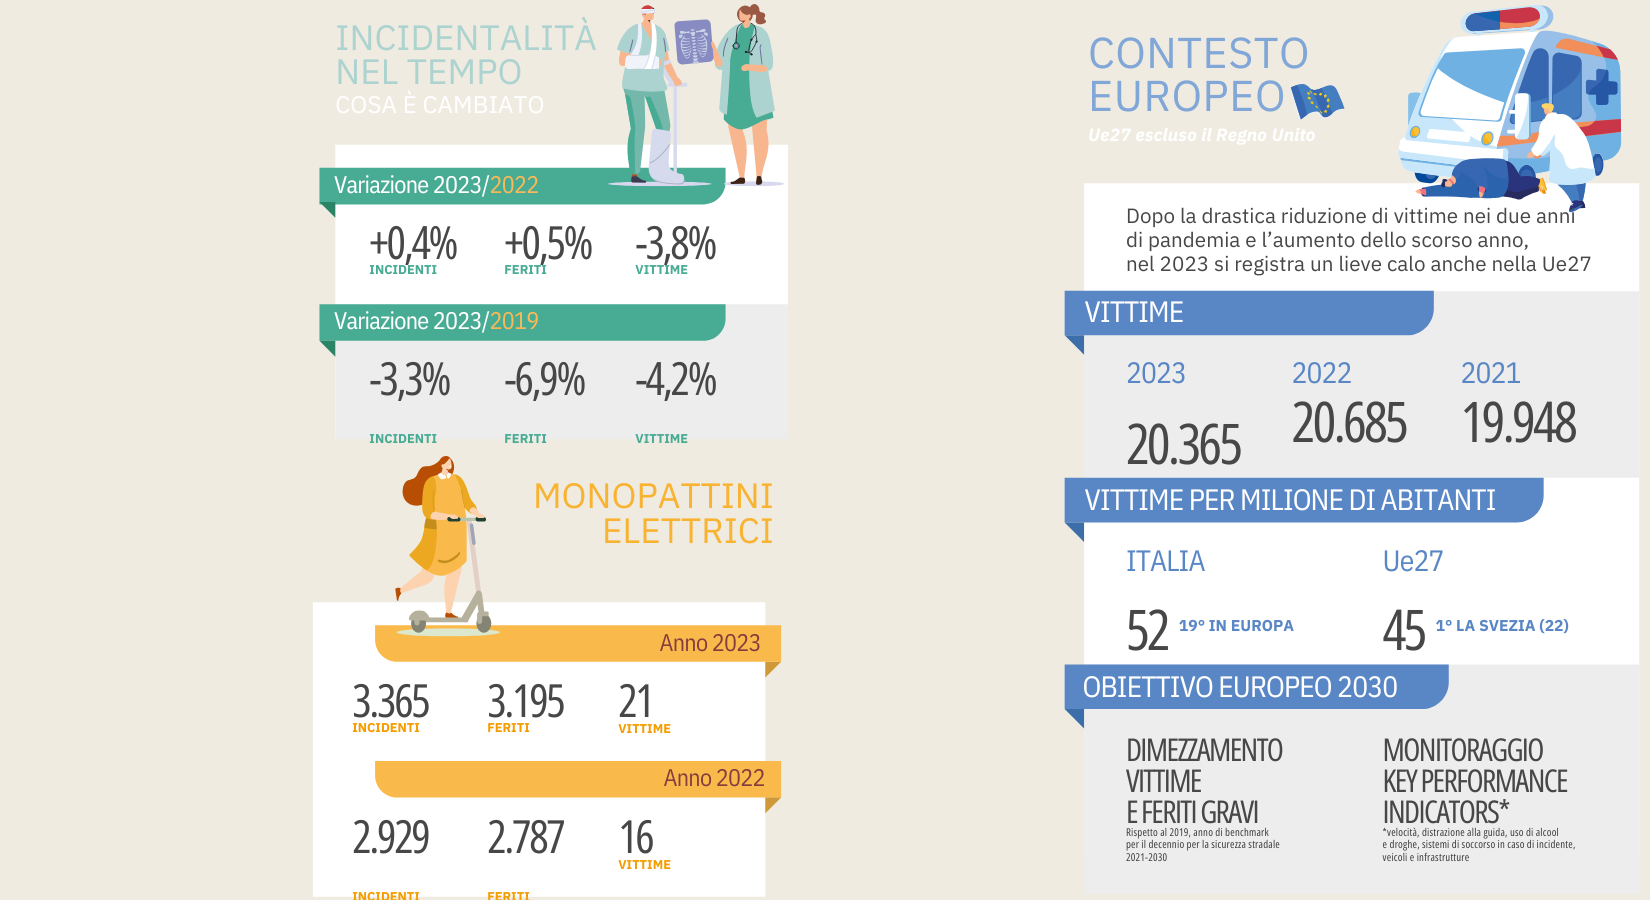 INCIDENTALITÀ
NEL TEMPO
COSA È CAMBIATO
Variazione 2023/2022
+0,4% +0,5% -3,8%
INCIDENTI FERITI VITTIME
Variazione 2023/2019
-3,3% -6,9% -4,2%
INCIDENTI FERITI VITTIME
MONOPATTINI
ELETTRICI
Anno 2023
3.365 3.195 21
INCIDENTI FERITI VITTIME
Anno 2022
2.929 2.787 16
VITTIME
INCIDENTI FERITI
CONTESTO
EUROPEO
Ue27 escluso il Regno Unito
Dopo la drastica riduzione di vittime nei due anni
di pandemia e l’aumento dello scorso anno,
nel 2023 si registra un lieve calo anche nella Ue27
VITTIME
2023 2022 2021
20.365 20.685 19.948
VITTIME PER MILIONE DI ABITANTI
ITALIA Ue27
52 19° IN EUROPA 45 1° LA SVEZIA (22)
OBIETTIVO EUROPEO 2030
DIMEZZAMENTO
VITTIME
E FERITI GRAVI
Rispetto al 2019, anno di benchmark
per il decennio per la sicurezza stradale
2021-2030
MONITORAGGIO
KEY PERFORMANCE
INDICATORS*
*velocità, distrazione alla guida, uso di alcool
e droghe, sistemi di soccorso in caso di incidente,
veicoli e infrastrutture